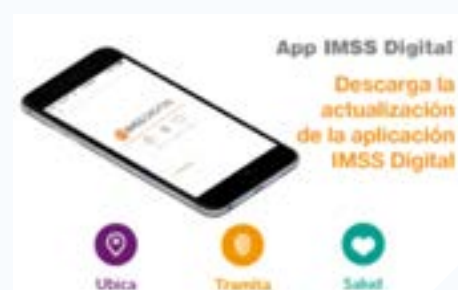 App IMSS Digital
Descarga la
actualización
de la aplicación
IMSS Digital
Ubica
Tramita
Salud